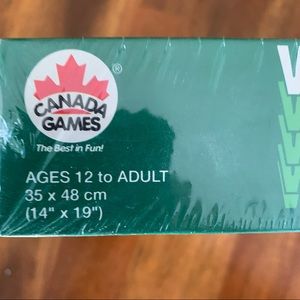 ®
CANADA
GAMES
The Best in Fun!
AGES 12 to ADULT
35 x 48 cm
(14" x 19")